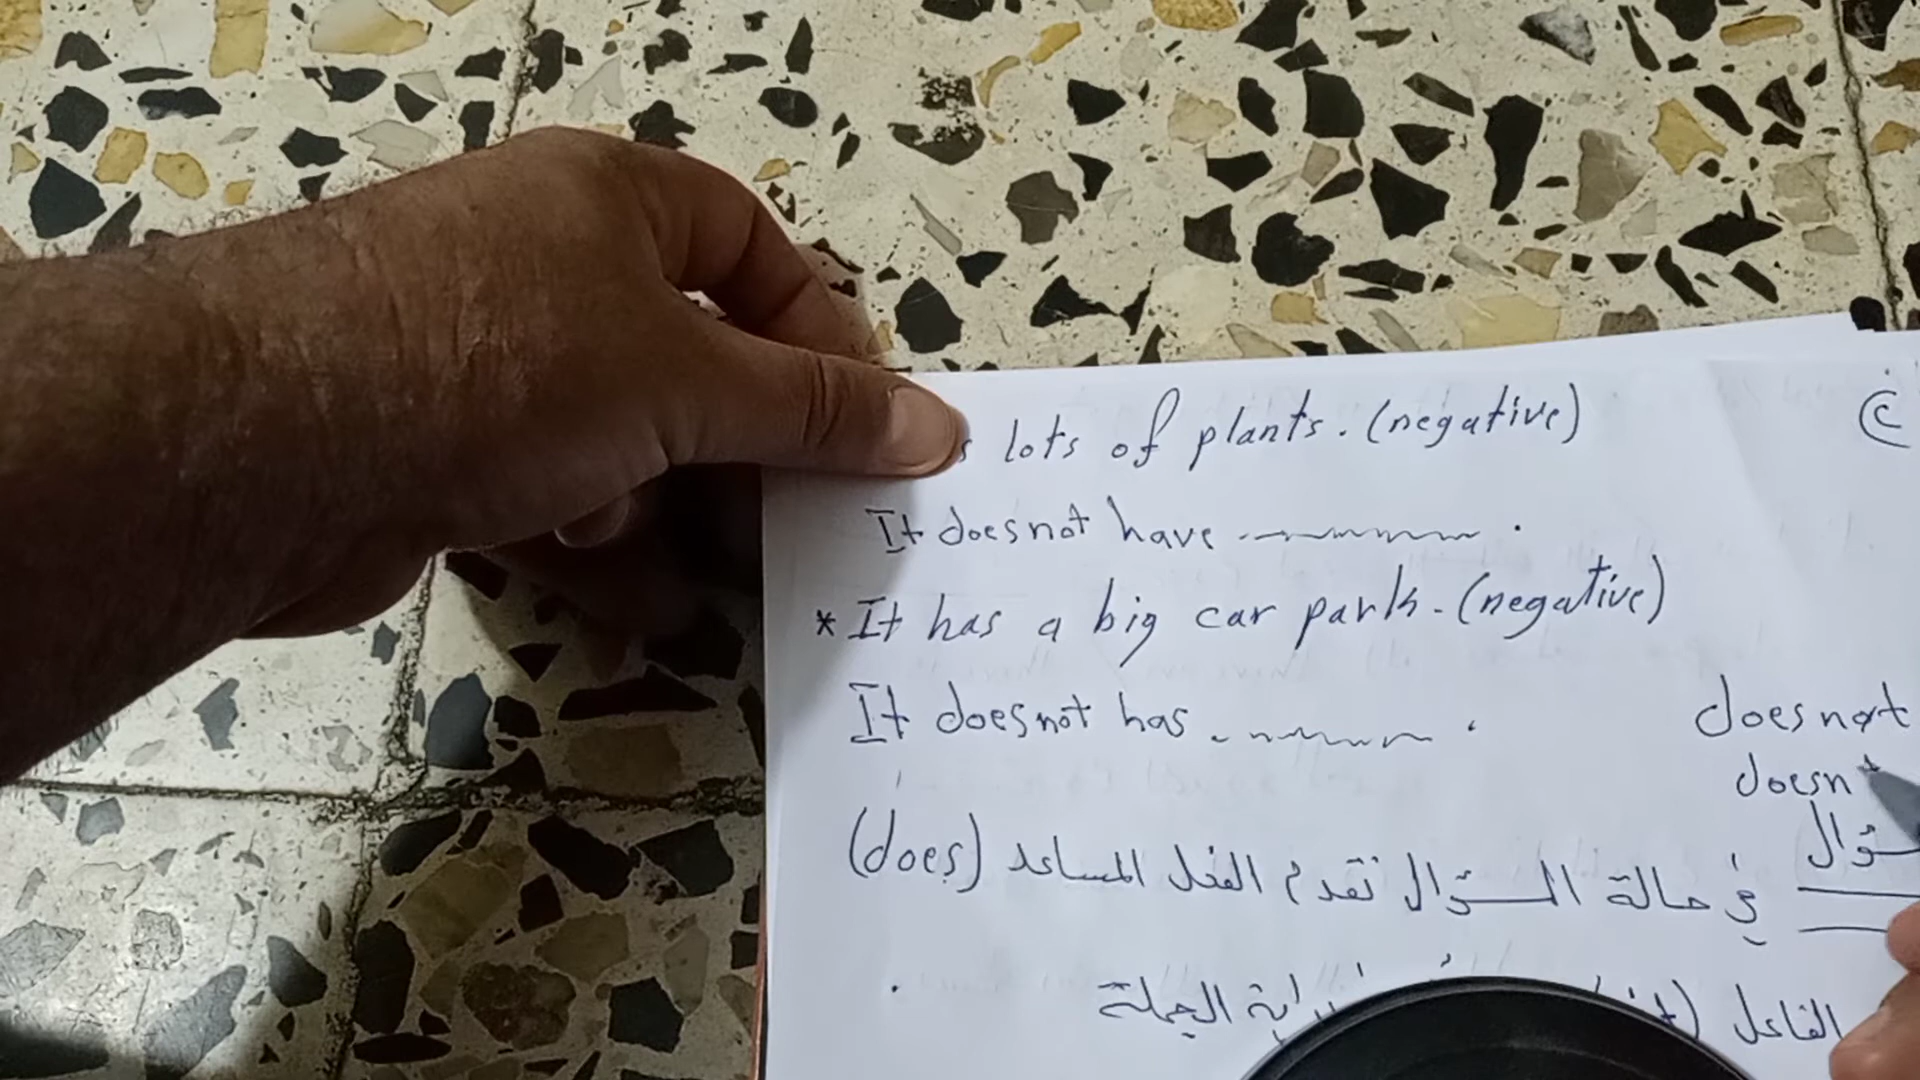 lots of plants. (negative)
It does not have
* It has a big car park. (negative)
It does not has
does not
doesn
سؤال
في حالة السؤال نقدم الفعل المساعد (does)
الفاعل
الجملة